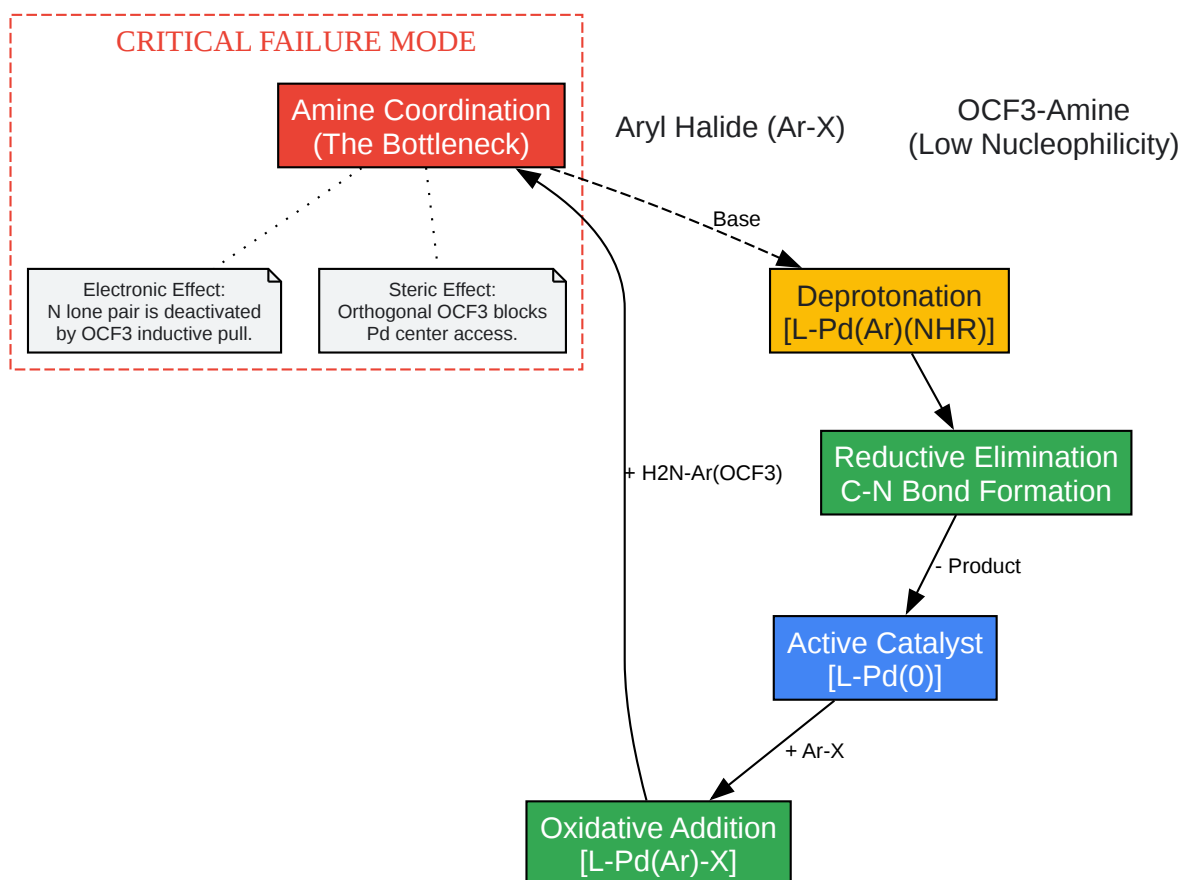 CRITICAL FAILURE MODE
Amine Coordination
(The Bottleneck)
Aryl Halide (Ar-X)
OCF3-Amine
(Low Nucleophilicity)
Base
Electronic Effect:
N lone pair is deactivated
by OCF3 inductive pull.
Steric Effect:
Orthogonal OCF3 blocks
Pd center access.
Deprotonation
[L-Pd(Ar)(NHR)]
+ H2N-Ar(OCF3)
Reductive Elimination
C-N Bond Formation
- Product
Active Catalyst
[L-Pd(0)]
+ Ar-X
Oxidative Addition
[L-Pd(Ar)-X]